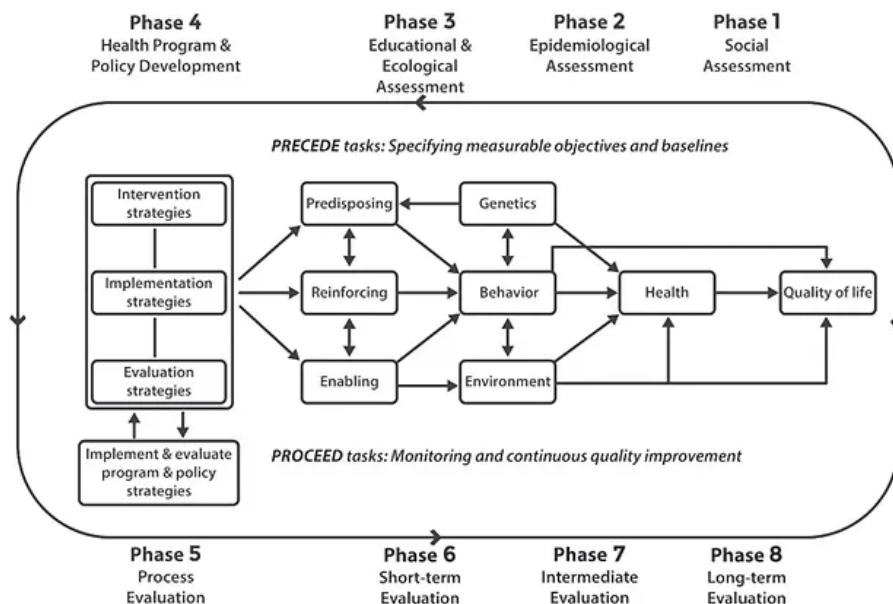 Phase 4
Health Program &
Policy Development
Phase 3
Educational &
Ecological
Assessment
Phase 2
Epidemiological
Assessment
Phase 1
Social
Assessment
PRECEDE tasks: Specifying measurable objectives and baselines
Intervention
strategies
Predisposing
Genetics
Implementation
strategies
Reinforcing
Behavior
Health
Quality of life
Evaluation
strategies
Enabling
Environment
Implement & evaluate
program & policy
strategies
PROCEED tasks: Monitoring and continuous quality improvement
Phase 5
Process
Evaluation
Phase 6
Short-term
Evaluation
Phase 7
Intermediate
Evaluation
Phase 8
Long-term
Evaluation